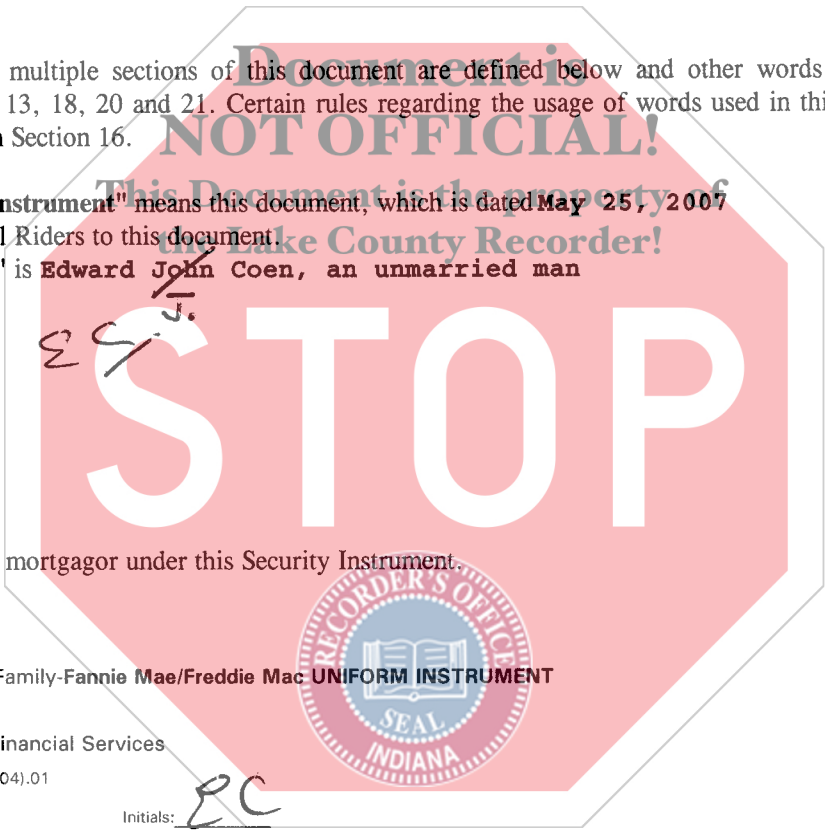 Document is
multiple sections of this document are defined below and other words
13, 18, 20 and 21. Certain rules regarding the usage of words used in thi
Section 16.
NOT OFFICIAL!
This Document is the property of
nstrument" means this document, which is dated May 25, 2007
l Riders to this document.
the Lake County Recorder!
" is Edward John Coen, an unmarried man
J.
STOP
mortgagor under this Security Instrument.
RECORDER'S OFFICE
Family-Fannie Mae/Freddie Mac UNIFORM INSTRUMENT
SEAL
INDIANA
inancial Services
04).01
Initials: EC